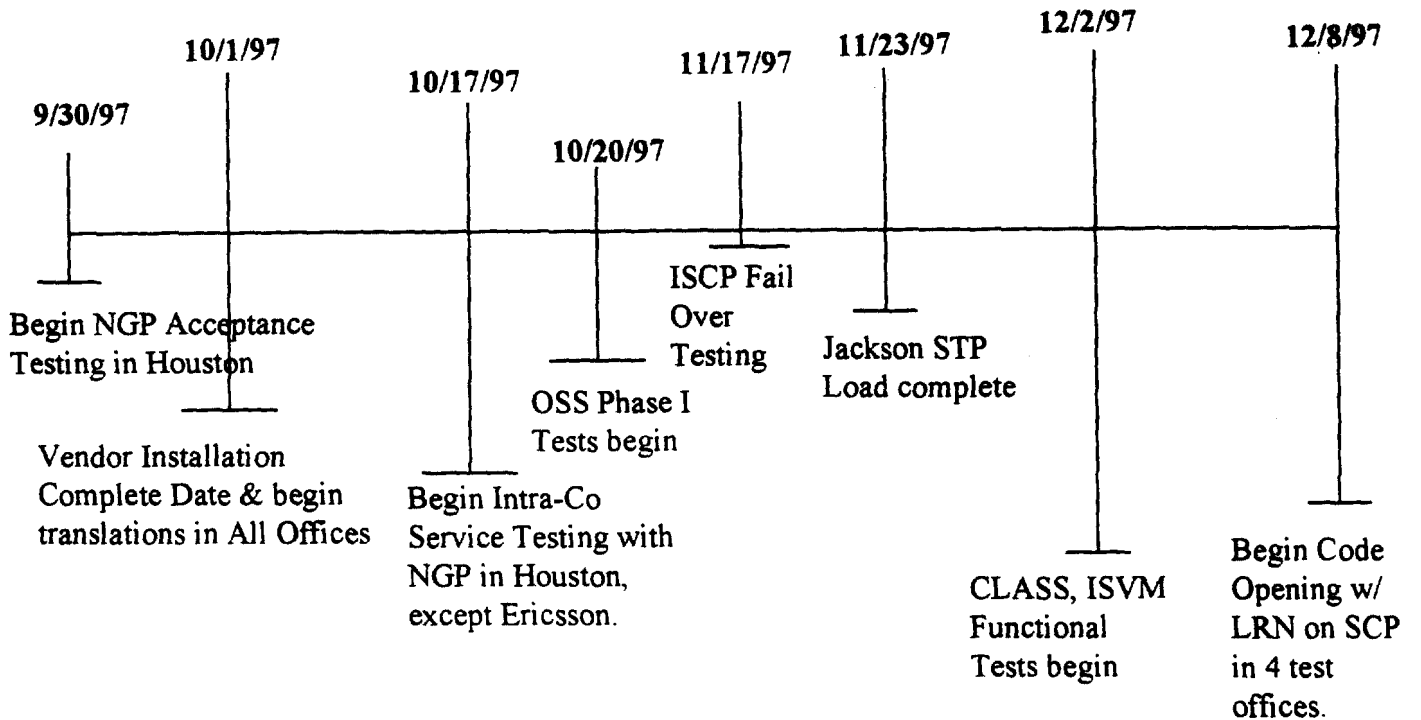 9/30/97
10/1/97
10/17/97
10/20/97
11/17/97
11/23/97
12/2/97
12/8/97
Begin NGP Acceptance
Testing in Houston
Vendor Installation
Complete Date & begin
translations in All Offices
Begin Intra-Co
Service Testing with
NGP in Houston,
except Ericsson.
OSS Phase I
Tests begin
ISCP Fail
Over
Testing
Jackson STP
Load complete
CLASS, ISVM
Functional
Tests begin
Begin Code
Opening w/
LRN on SCP
in 4 test
offices.